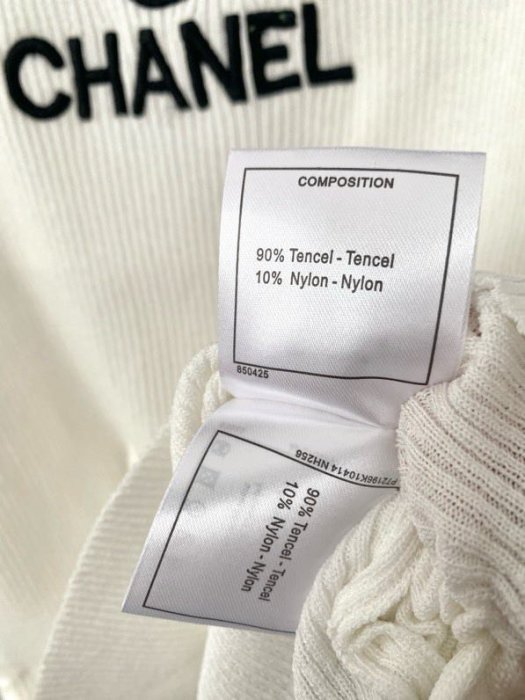 CHANEL
COMPOSITION
90% Tencel - Tencel
10% Nylon - Nylon
850425
P72196K10414 NH256
90% Tencel - Tencel
10% Nylon - Nylon